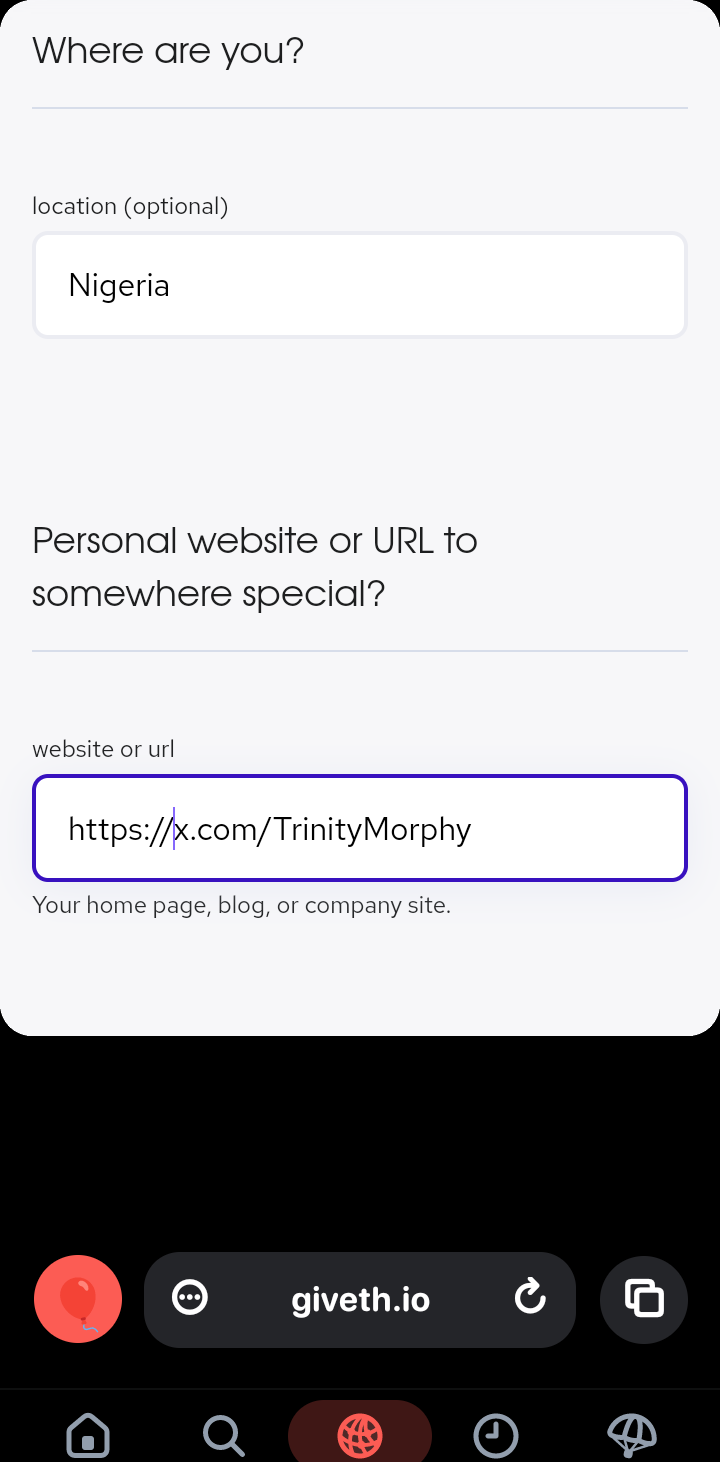 Where are you?
location (optional)
Nigeria
Personal website or URL to
somewhere special?
website or url
https://x.com/TrinityMorphy
Your home page, blog, or company site.
giveth.io